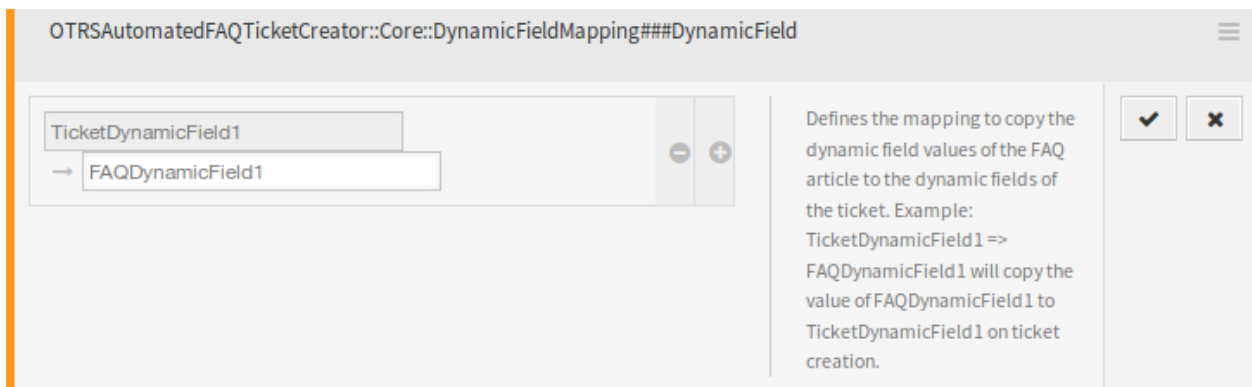 OTRSAutomatedFAQTicketCreator::Core::DynamicFieldMapping###DynamicField
TicketDynamicField1
→ FAQDynamicField1
Defines the mapping to copy the
dynamic field values of the FAQ
article to the dynamic fields of
the ticket. Example:
TicketDynamicField1 =>
FAQDynamicField1 will copy the
value of FAQDynamicField1 to
TicketDynamicField1 on ticket
creation.